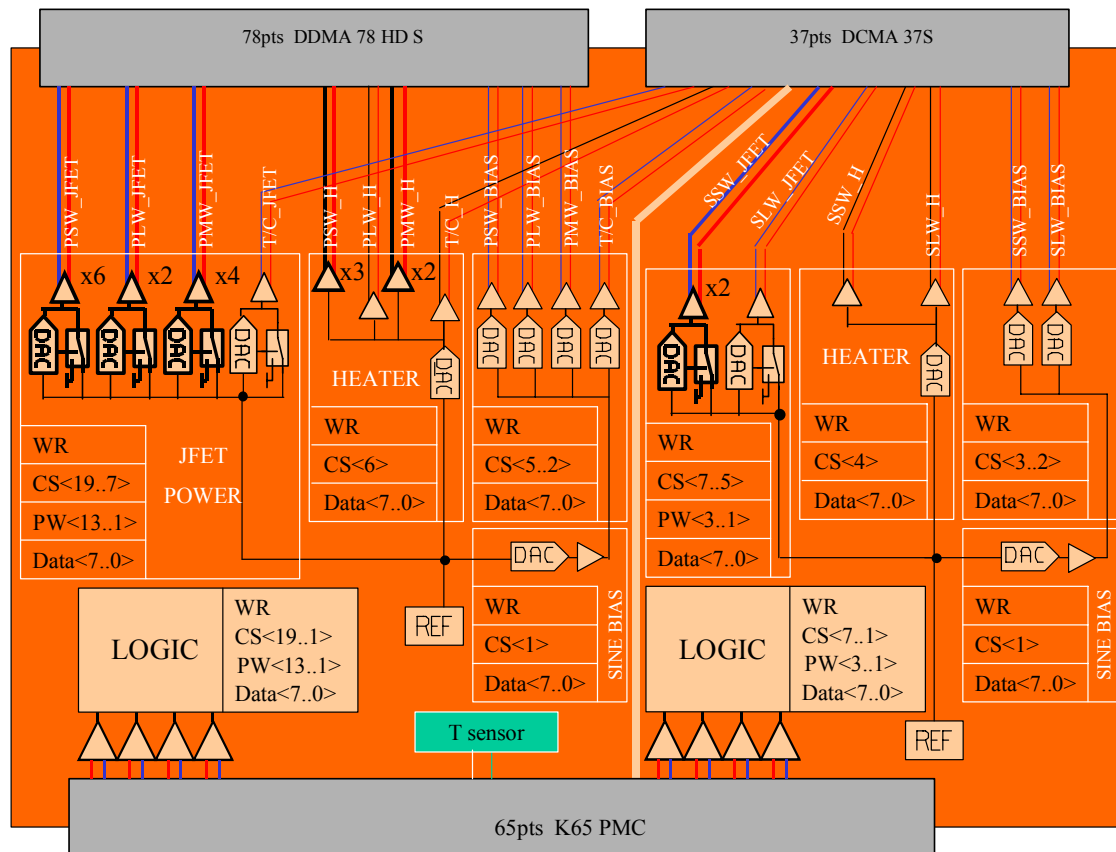 78pts DDMA 78 HD S
37pts DCMA 37S
PSW_JFET
PLW_JFET
PMW_JFET
T/C_JFET
PSW_H
PLW_H
PMW_H
T/C_H
PSW_BIAS
PLW_BIAS
PMW_BIAS
T/C_BIAS
SSW_JFET
SLW_JFET
SSW_H
SLW_H
SSW_BIAS
SLW_BIAS
x6
x2
x4
x3
x2
x2
DAC
DAC
DAC
DAC
DAC
DAC
DAC
DAC
DAC
DAC
DAC
DAC
DAC
DAC
HEATER
HEATER
WR
CS<19..7>
PW<13..1>
Data<7..0>
JFET
POWER
WR
CS<6>
Data<7..0>
WR
CS<5..2>
Data<7..0>
WR
CS<7..5>
PW<3..1>
Data<7..0>
WR
CS<4>
Data<7..0>
WR
CS<3..2>
Data<7..0>
DAC
DAC
LOGIC
WR
CS<19..1>
PW<13..1>
Data<7..0>
REF
WR
CS<1>
Data<7..0>
SINE BIAS
LOGIC
WR
CS<7..1>
PW<3..1>
Data<7..0>
WR
CS<1>
Data<7..0>
SINE BIAS
REF
T sensor
65pts K65 PMC